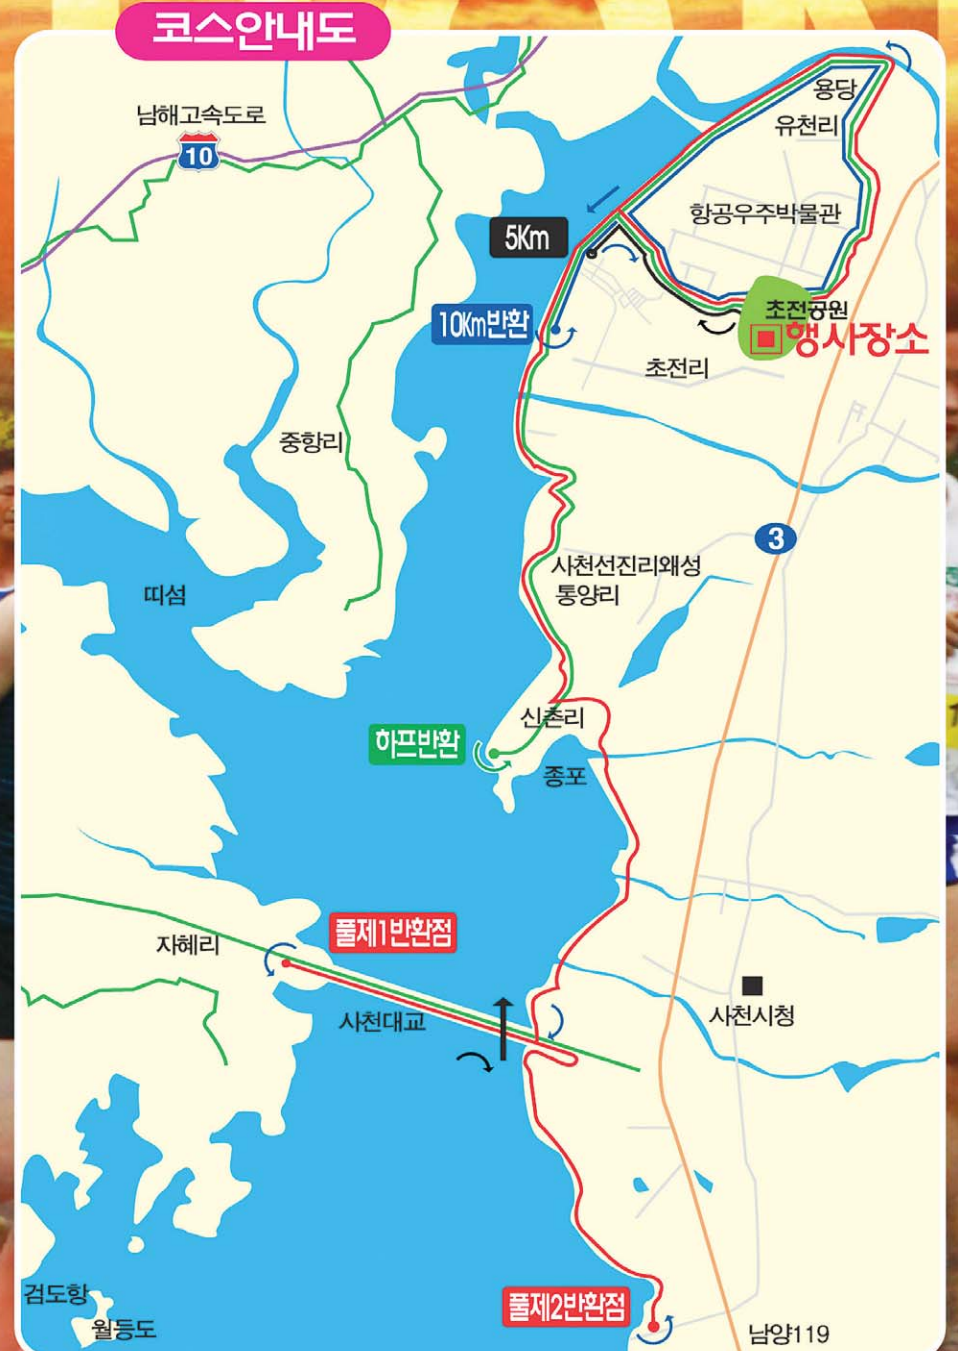 코스안내도
용당
남해고속도로
유천리
10
항공우주박물관
5Km
초전공원
10Km반환
행사장소
초전리
중항리
3
사천선진리왜성
통양리
띠섬
신촌리
하프반환
종포
풀제1반환점
자혜리
사천대교
사천시청
검도항
풀제2반환점
월등도
남양119